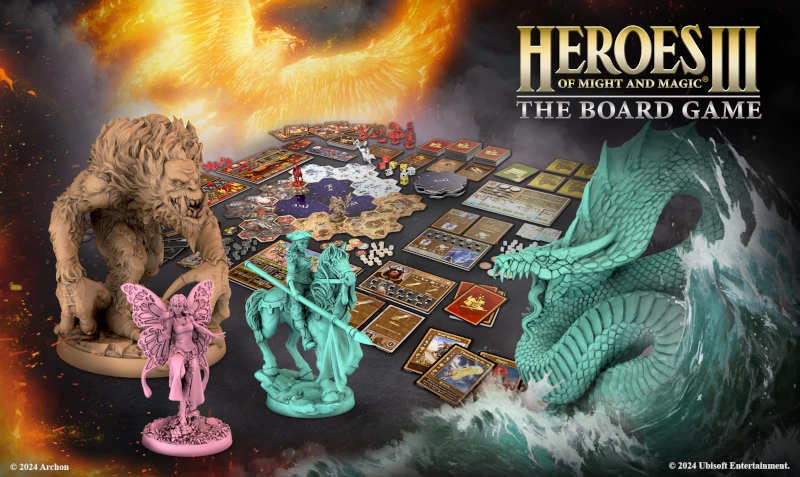 HEROES III
OF MIGHT AND MAGIC®
THE BOARD GAME
© 2024 Archon
© 2024 Ubisoft Entertainment.